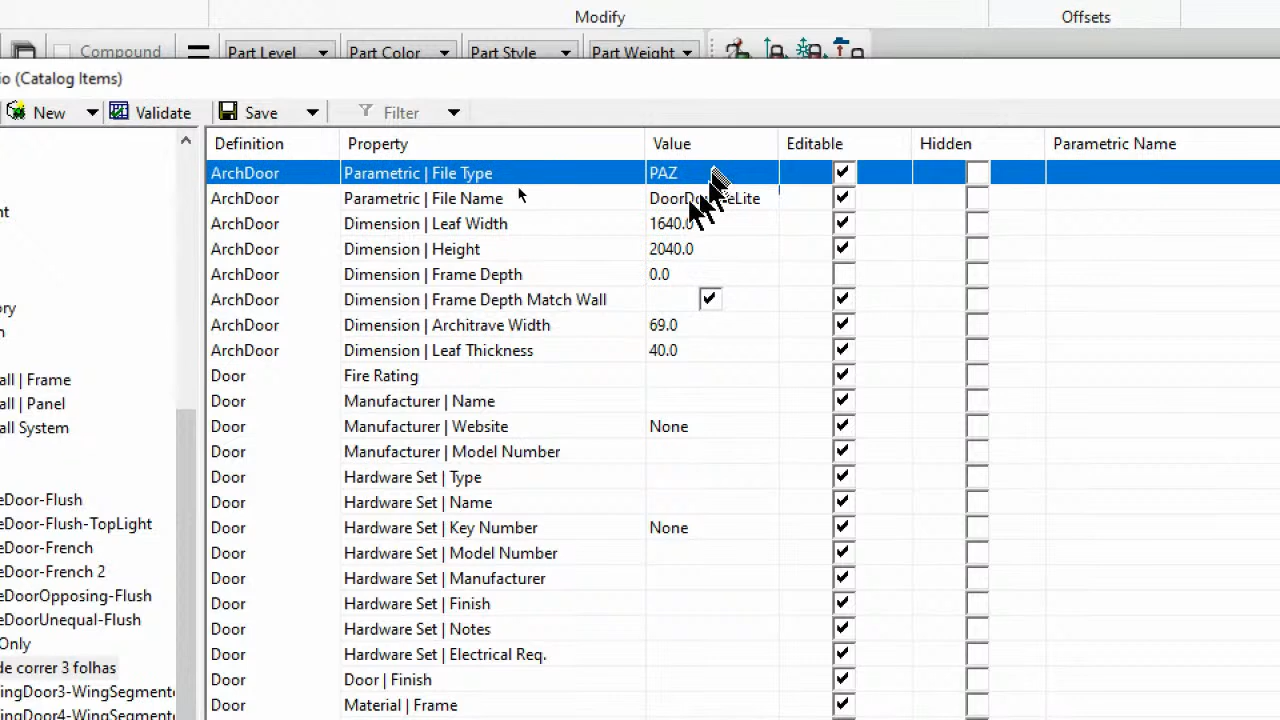 Modify Offsets
Compound Part Level Part Color Part Style Part Weight
io (Catalog Items)
New Validate Save Filter
Definition Property Value Editable Hidden Parametric Name
ArchDoor Parametric | File Type PAZ
ArchDoor Parametric | File Name
ArchDoor Dimension | Leaf Width 1640.0
ArchDoor Dimension | Height 2040.0
ArchDoor Dimension | Frame Depth 0.0
ArchDoor Dimension | Frame Depth Match Wall
ArchDoor Dimension | Architrave Width 69.0
ArchDoor Dimension | Leaf Thickness 40.0
Door Fire Rating
Door Manufacturer | Name
Door Manufacturer | Website None
Door Manufacturer | Model Number
Door Hardware Set | Type
Door Hardware Set | Name
Door Hardware Set | Key Number None
Door Hardware Set | Model Number
Door Hardware Set | Manufacturer
Door Hardware Set | Finish
Door Hardware Set | Notes
Door Hardware Set | Electrical Req.
Door Door | Finish
Door Material | Frame
nt
ry
n
all | Frame
all | Panel
all System
eDoor-Flush
eDoor-Flush-TopLight
eDoor-French
eDoor-French 2
eDoorOpposing-Flush
eDoorUnequal-Flush
Only
de correr 3 folhas
ingDoor3-WingSegment
ingDoor4-WingSegment